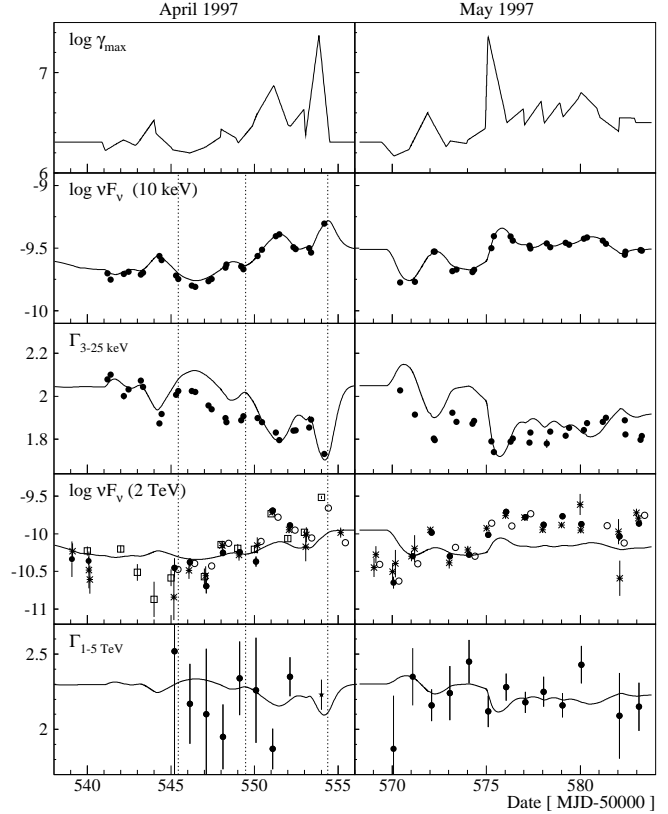 April 1997 May 1997
log γmax
7
6
log νFν (10 keV)
-9
-9.5
-10
Γ3-25 keV
2.2
2
1.8
log νFν (2 TeV)
-9.5
-10
-10.5
-11
Γ1-5 TeV
2.5
2
540 545 550 555 570 575 580
Date [ MJD-50000 ]